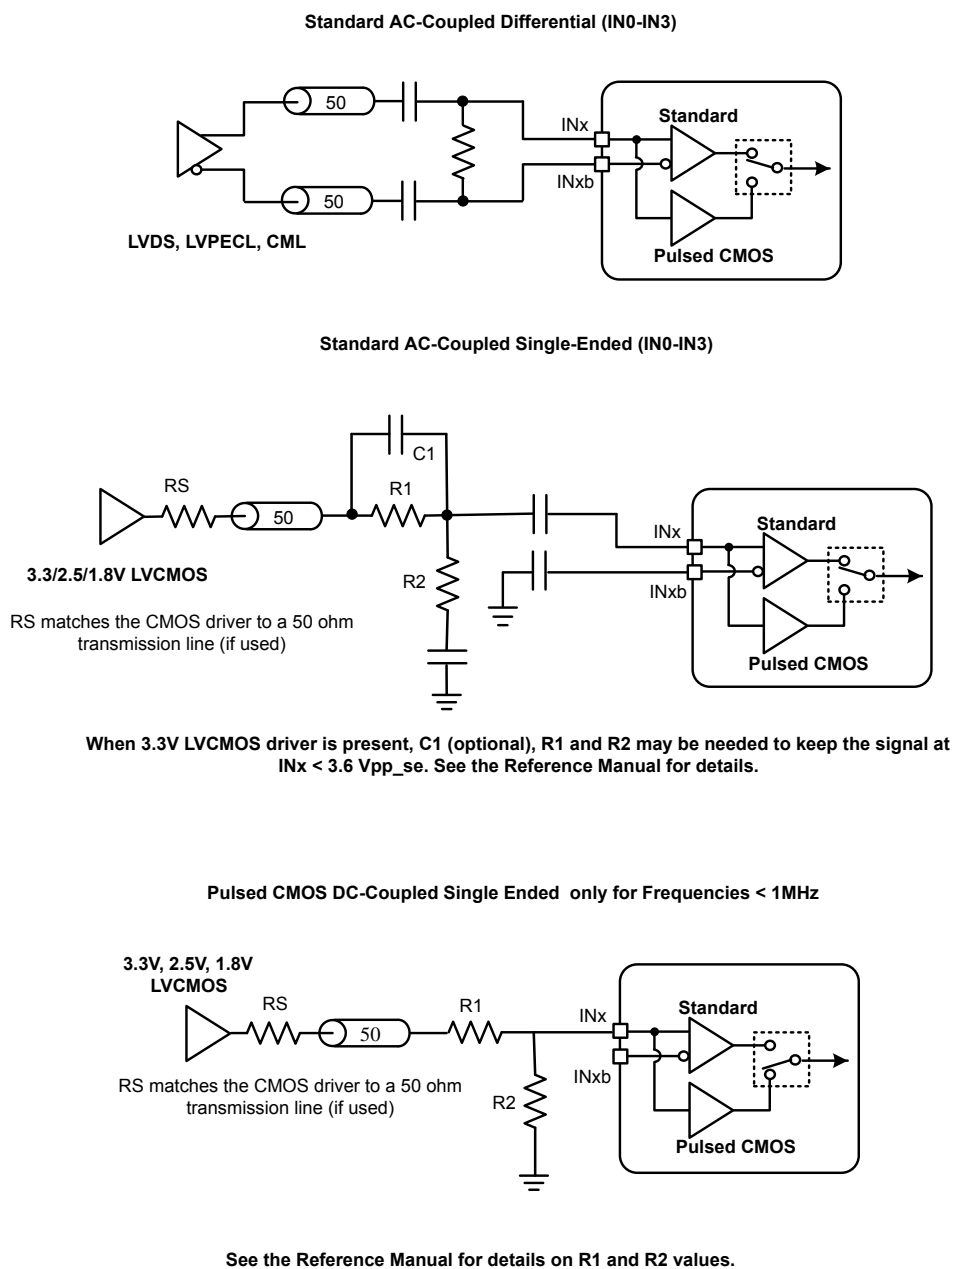 Standard AC-Coupled Differential (IN0-IN3)
50
INx
Standard
INxb
50
LVDS, LVPECL, CML
Pulsed CMOS
Standard AC-Coupled Single-Ended (IN0-IN3)
C1
RS
R1
50
INx
Standard
3.3/2.5/1.8V LVCMOS
R2
INxb
RS matches the CMOS driver to a 50 ohm
transmission line (if used)
Pulsed CMOS
When 3.3V LVCMOS driver is present, C1 (optional), R1 and R2 may be needed to keep the signal at
INx < 3.6 Vpp_se. See the Reference Manual for details.
Pulsed CMOS DC-Coupled Single Ended only for Frequencies < 1MHz
3.3V, 2.5V, 1.8V
LVCMOS
RS
R1
50
INx
Standard
INxb
RS matches the CMOS driver to a 50 ohm
transmission line (if used)
R2
Pulsed CMOS
See the Reference Manual for details on R1 and R2 values.